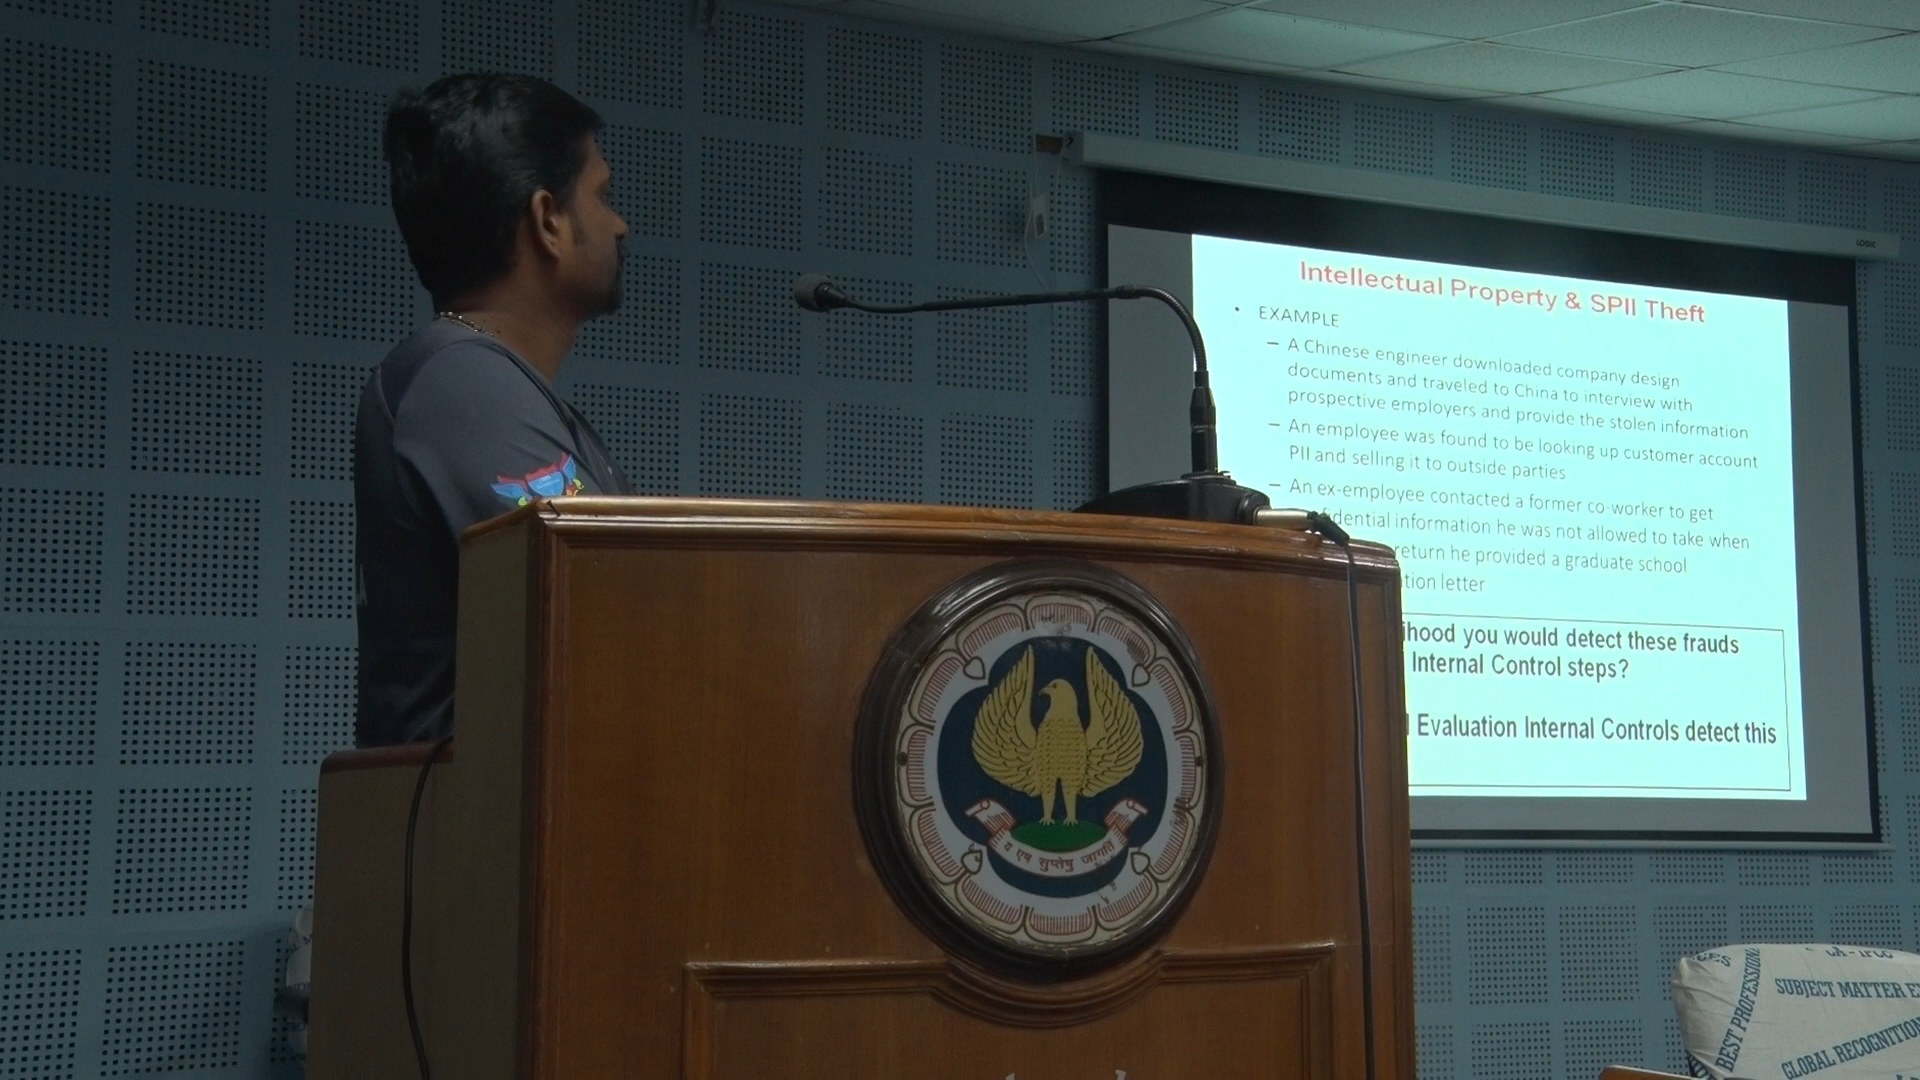 LOGIC
Intellectual Property & SPII Theft
• EXAMPLE
– A Chinese engineer downloaded company design
documents and traveled to China to interview with
prospective employers and provide the stolen information
– An employee was found to be looking up customer account
PII and selling it to outside parties
– An ex-employee contacted a former co-worker to get
fidential information he was not allowed to take when
return he provided a graduate school
tion letter
ihood you would detect these frauds
Internal Control steps?
Evaluation Internal Controls detect this
य एष सुप्तेषु जागर्ति
CA - IPCC
BEST PROFESSION
SUBJECT MATTER E
GLOBAL RECOGNITION